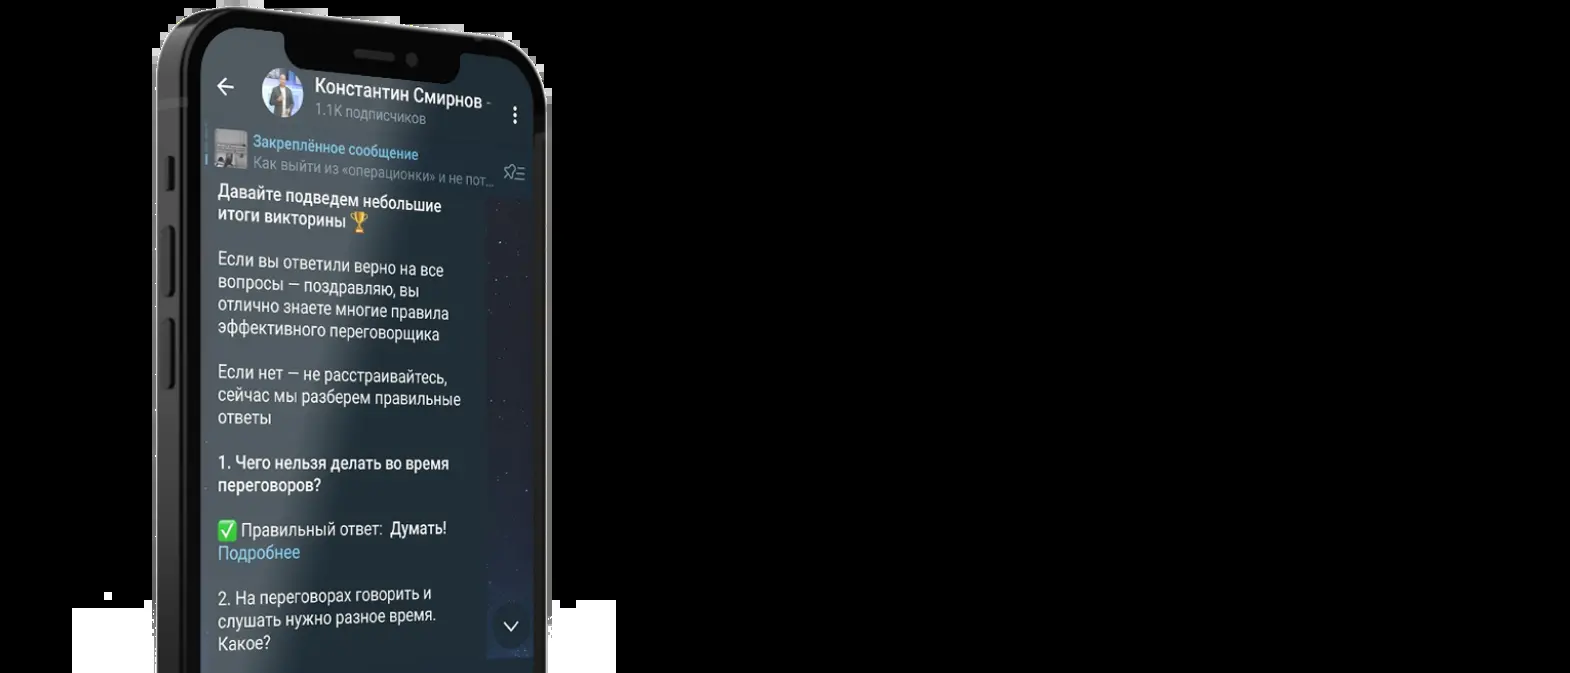 Константин Смирнов -
1.1K подписчиков
Закреплённое сообщение
Как выйти из «операционки» и не пот...
Давайте подведем небольшие
итоги викторины 🏆
Если вы ответили верно на все
вопросы — поздравляю, вы
отлично знаете многие правила
эффективного переговорщика
Если нет — не расстраивайтесь,
сейчас мы разберем правильные
ответы
1. Чего нельзя делать во время
переговоров?
✅ Правильный ответ: Думать!
Подробнее
2. На переговорах говорить и
слушать нужно разное время.
Какое?